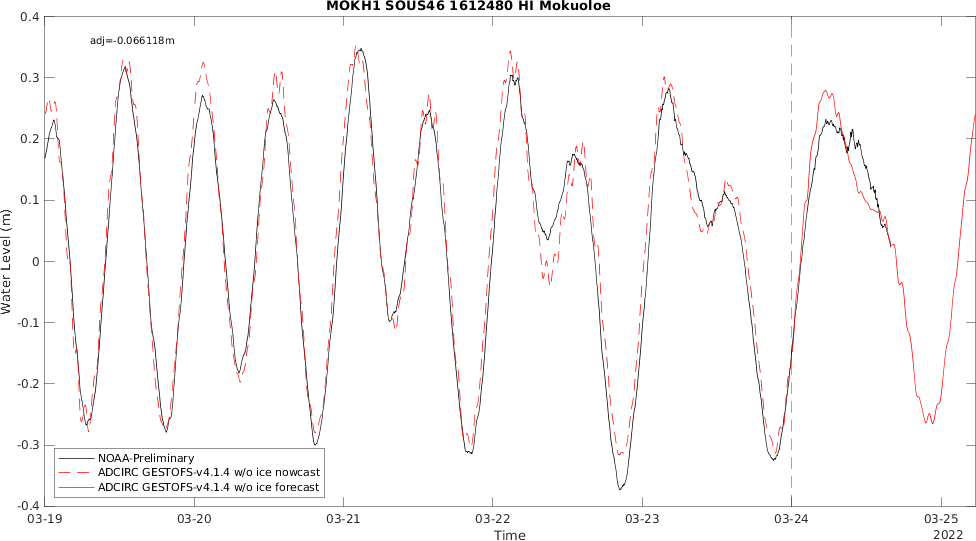 MOKH1 SOUS46 1612480 HI Mokuoloe
adj=-0.066118m
0.4
0.3
0.2
0.1
0
-0.1
-0.2
-0.3
-0.4
Water Level (m)
NOAA-Preliminary
ADCIRC GESTOFS-v4.1.4 w/o ice nowcast
ADCIRC GESTOFS-v4.1.4 w/o ice forecast
03-19 03-20 03-21 03-22 03-23 03-24 03-25
2022
Time